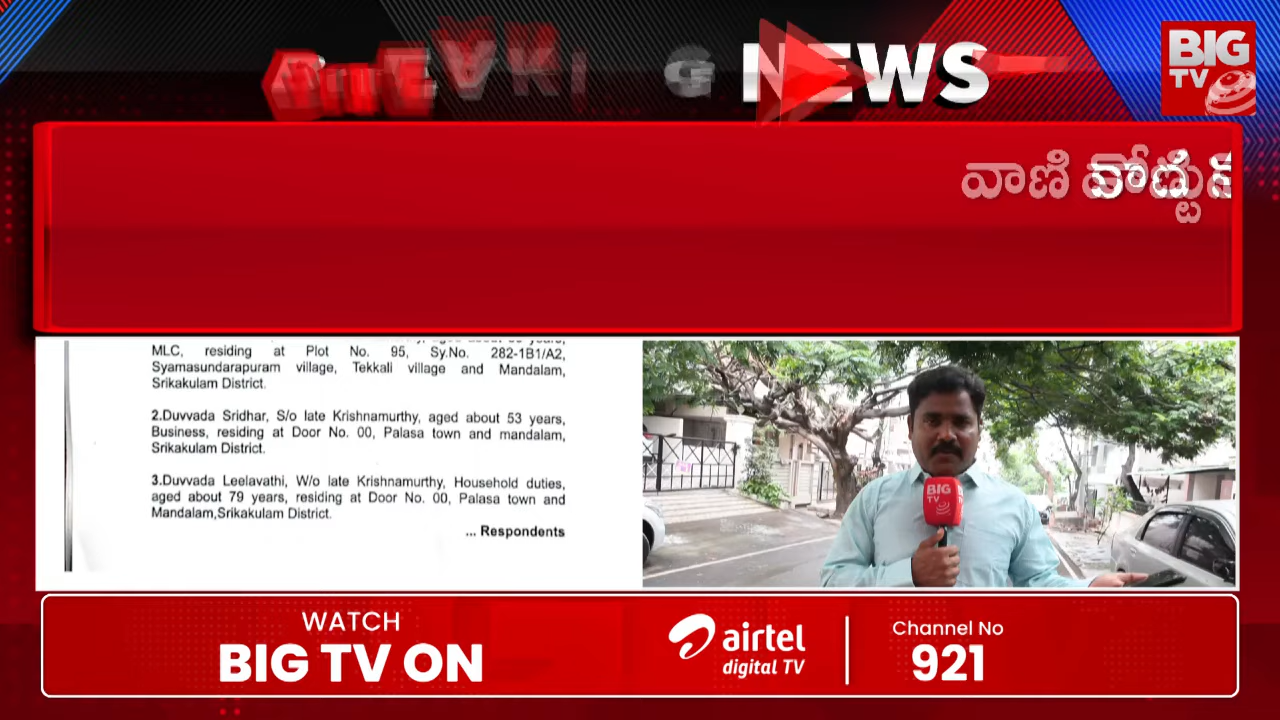 NEWS
BIG
TV
వాణి
MLC, residing at Plot No. 95, Sy.No. 282-1B1/A2,
Syamasundarapuram village, Tekkali village and Mandalam,
Srikakulam District.
2.Duvvada Sridhar, S/o late Krishnamurthy, aged about 53 years,
Business, residing at Door No. 00, Palasa town and mandalam,
Srikakulam District.
3.Duvvada Leelavathi, W/o late Krishnamurthy, Household duties,
aged about 79 years, residing at Door No. 00, Palasa town and
Mandalam,Srikakulam District.
... Respondents
BIG
TV
WATCH
BIG TV ON
airtel
digital TV
Channel No
921